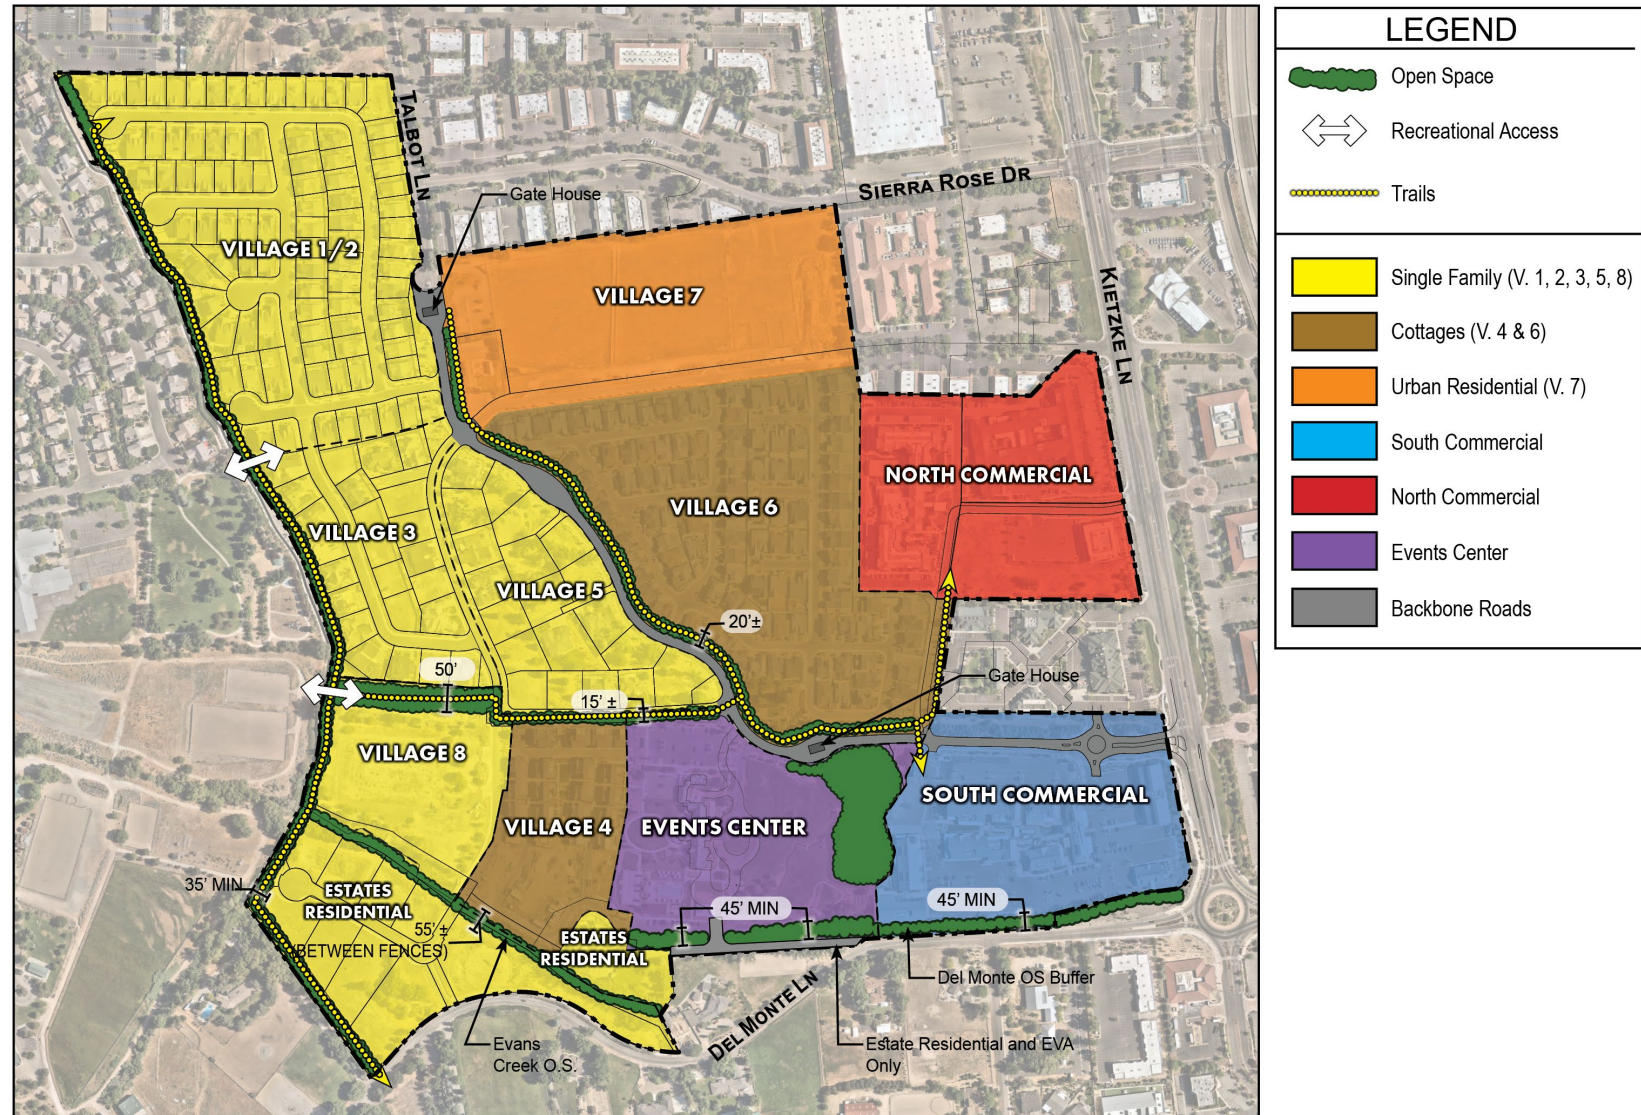 LEGEND
Open Space
Recreational Access
Trails
Single Family (V. 1, 2, 3, 5, 8)
Cottages (V. 4 & 6)
Urban Residential (V. 7)
South Commercial
North Commercial
Events Center
Backbone Roads
TALBOT LN
Gate House
SIERRA ROSE DR
VILLAGE 1/2
VILLAGE 7
KIETZKE LN
NORTH COMMERCIAL
VILLAGE 6
VILLAGE 3
VILLAGE 5
20'±
50'
Gate House
15' ±
VILLAGE 8
SOUTH COMMERCIAL
VILLAGE 4
EVENTS CENTER
35' MIN
ESTATES
RESIDENTIAL
45' MIN
45' MIN
55' ±
(BETWEEN FENCES)
ESTATES
RESIDENTIAL
Del Monte OS Buffer
DEL MONTE LN
Evans
Creek O.S.
Estate Residential and EVA
Only